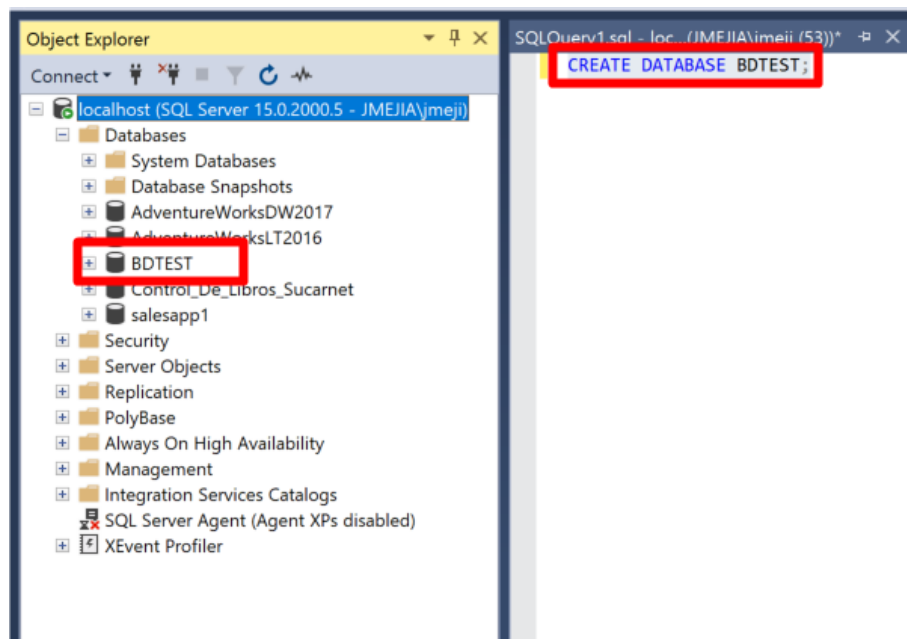 Object Explorer
Connect
localhost (SQL Server 15.0.2000.5 - JMEJIA\jmeji)
Databases
System Databases
Database Snapshots
AdventureWorksDW2017
AdventureWorksLT2016
BDTEST
Control_De_Libros_Sucarnet
salesapp1
Security
Server Objects
Replication
PolyBase
Always On High Availability
Management
Integration Services Catalogs
SQL Server Agent (Agent XPs disabled)
XEvent Profiler
SQLQuery1.sql - loc...(JMEJIA\jmeji (53))*
CREATE DATABASE BDTEST;